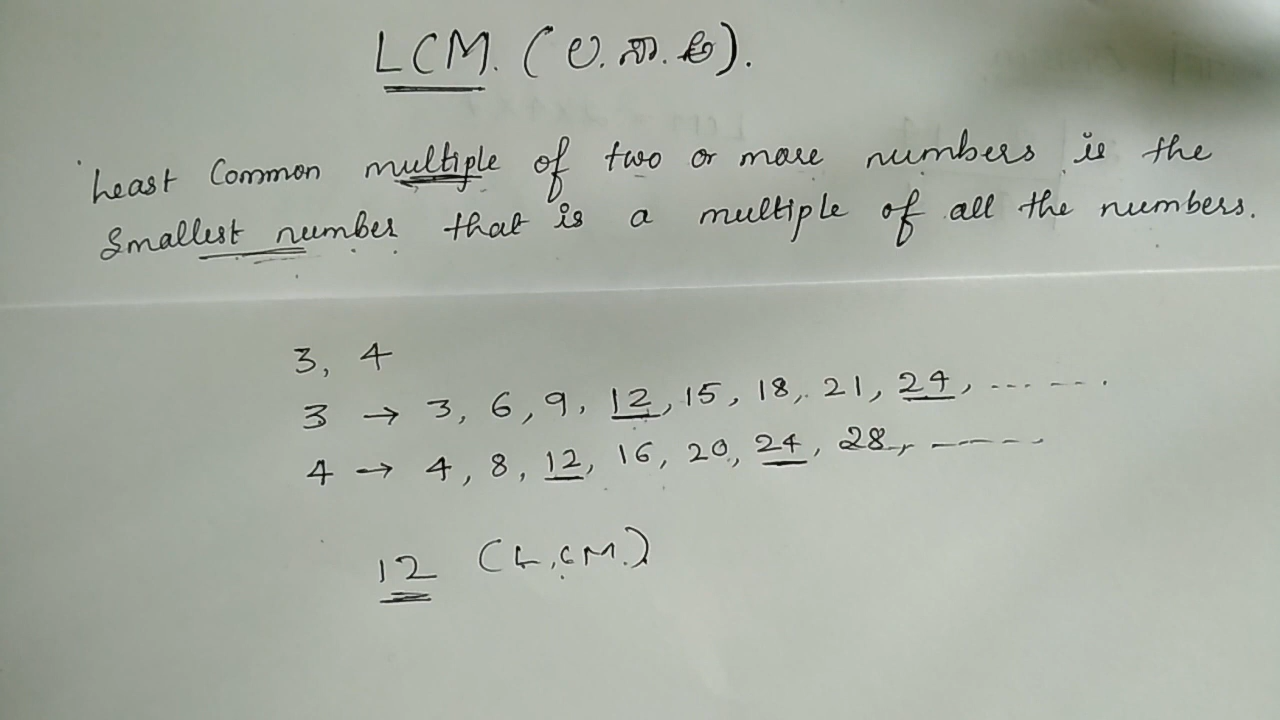 LCM. (ಲ.ಸಾ.ಅ).
Least Common multiple of two or more numbers is the
Smallest number that is a multiple of all the numbers.
3, 4
3 → 3, 6, 9, 12, 15, 18, 21, 24, .......
4 → 4, 8, 12, 16, 20, 24, 28, ------
12 (L.CM.)